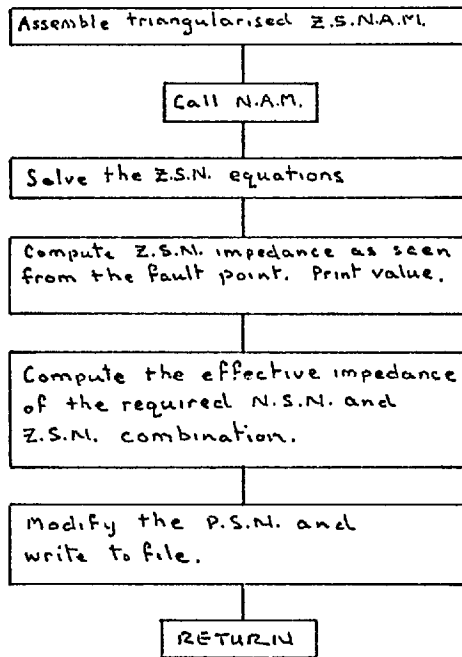 Assemble triangularised Z.S.N.A.M.
Call N.A.M.
Solve the Z.S.N. equations
Compute Z.S.N. impedance as seen
from the fault point. Print value.
Compute the effective impedance
of the required N.S.N. and
Z.S.N. combination.
Modify the P.S.N. and
write to file.
RETURN